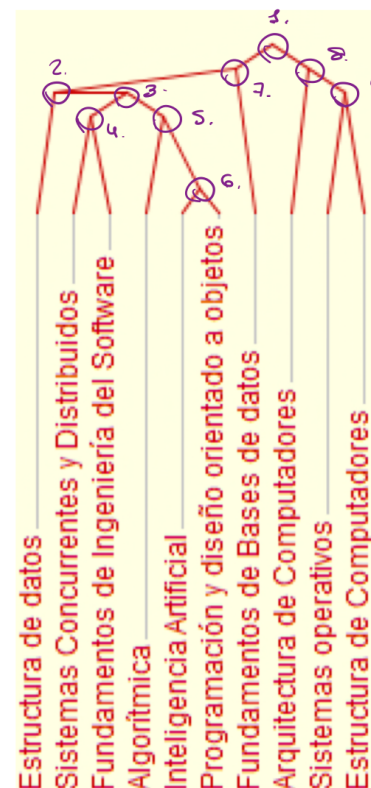 1.
2.
3.
8.
7.
4.
5.
6.
Estructura de datos
Sistemas Concurrentes y Distribuidos
Fundamentos de Ingeniería del Software
Algorítmica
Inteligencia Artificial
Programación y diseño orientado a objetos
Fundamentos de Bases de datos
Arquitectura de Computadores
Sistemas operativos
Estructura de Computadores